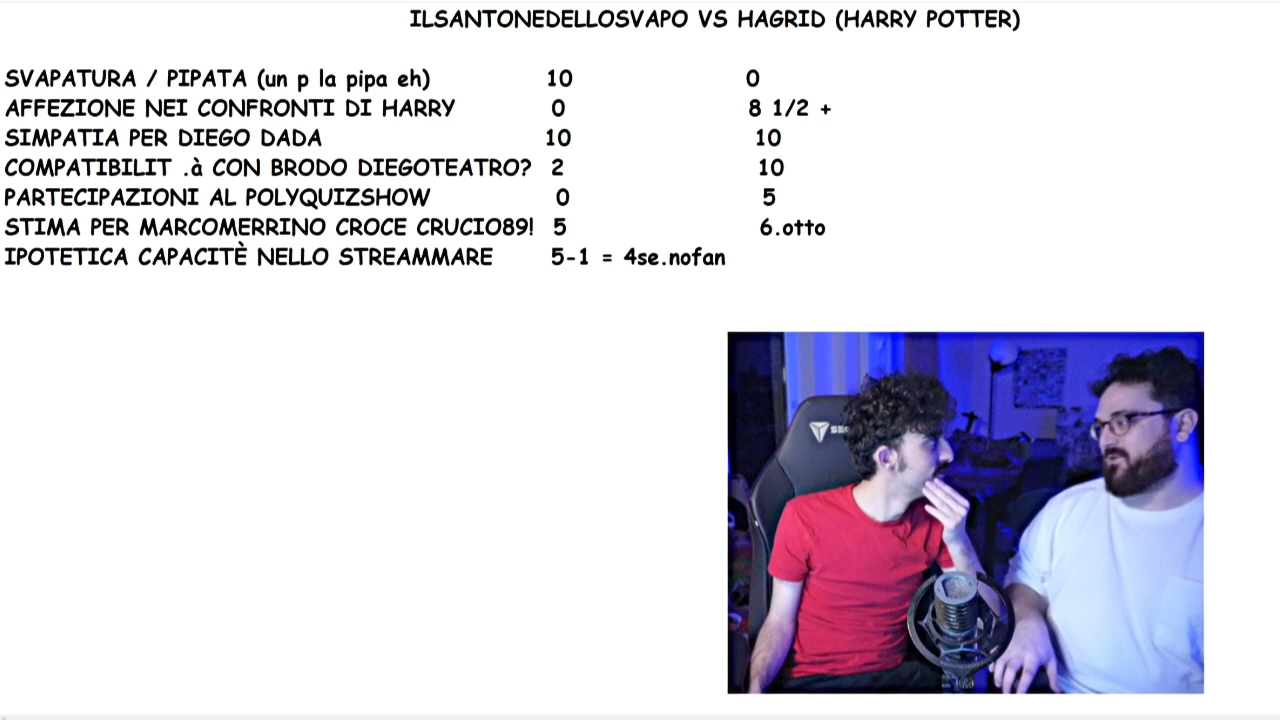 ILSANTONEDELLOSVAPO VS HAGRID (HARRY POTTER)
SVAPATURA / PIPATA (un p la pipa eh) 10 0
AFFEZIONE NEI CONFRONTI DI HARRY 0 8 1/2 +
SIMPATIA PER DIEGO DADA 10 10
COMPATIBILIT .à CON BRODO DIEGOTEATRO? 2 10
PARTECIPAZIONI AL POLYQUIZSHOW 0 5
STIMA PER MARCOMERRINO CROCE CRUCIO89! 5 6.otto
IPOTETICA CAPACITÈ NELLO STREAMMARE 5-1 = 4se.nofan